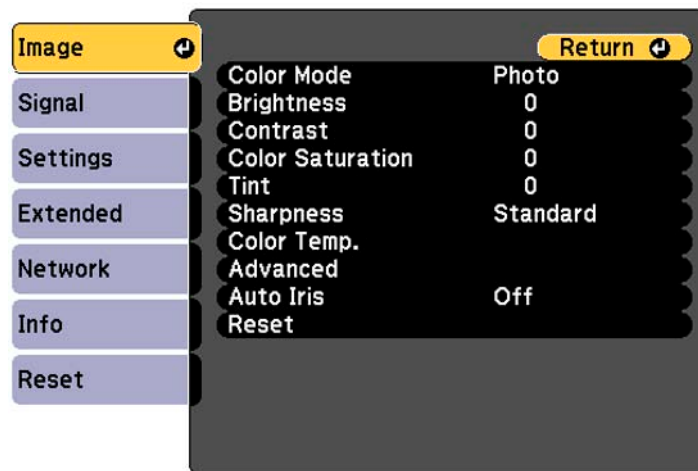 Image
Signal
Settings
Extended
Network
Info
Reset
Return
Color Mode Photo
Brightness 0
Contrast 0
Color Saturation 0
Tint 0
Sharpness Standard
Color Temp.
Advanced
Auto Iris Off
Reset